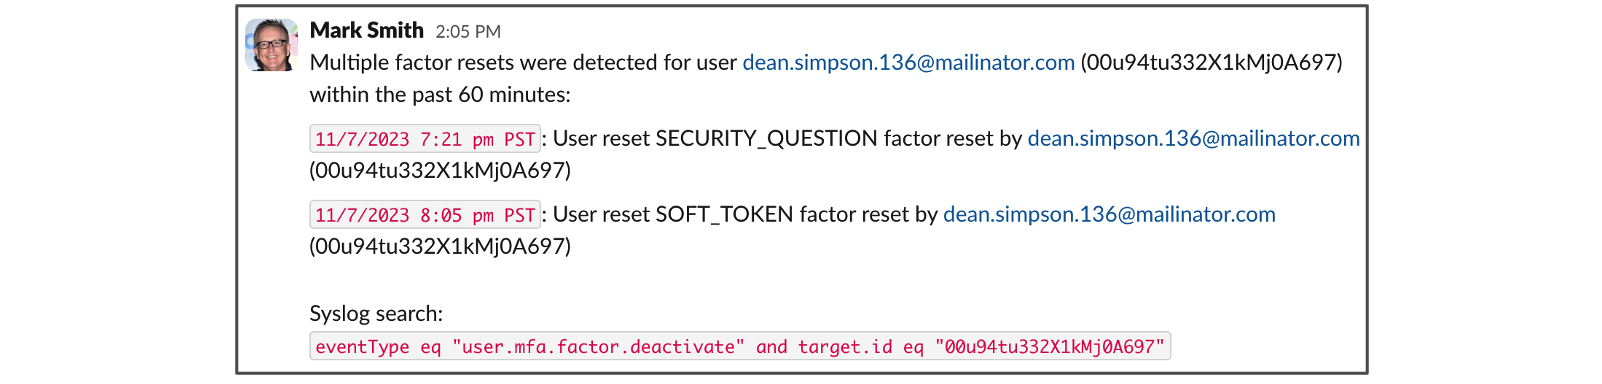 Mark Smith 2:05 PM
Multiple factor resets were detected for user dean.simpson.136@mailinator.com (00u94tu332X1kMj0A697)
within the past 60 minutes:
11/7/2023 7:21 pm PST: User reset SECURITY_QUESTION factor reset by dean.simpson.136@mailinator.com
(00u94tu332X1kMj0A697)
11/7/2023 8:05 pm PST: User reset SOFT_TOKEN factor reset by dean.simpson.136@mailinator.com
(00u94tu332X1kMj0A697)
Syslog search:
eventType eq "user.mfa.factor.deactivate" and target.id eq "00u94tu332X1kMj0A697"